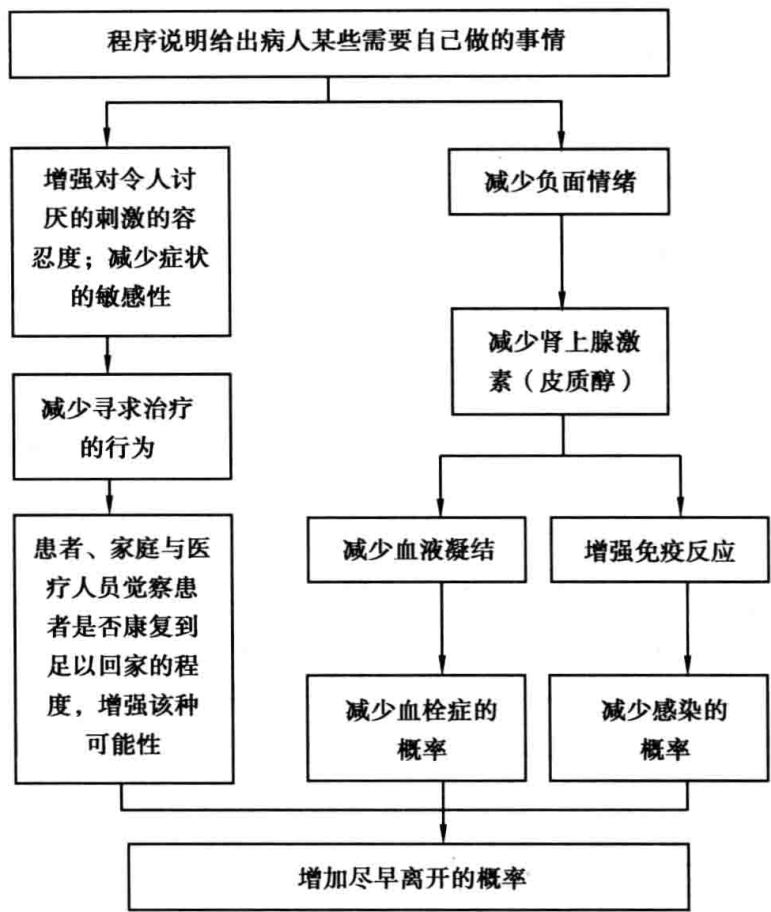 程序说明给出病人某些需要自己做的事情
增强对令人讨
厌的刺激的容
忍度；减少症状
的敏感性
减少负面情绪
减少肾上腺激
素（皮质醇）
减少寻求治疗
的行为
患者、家庭与医
疗人员觉察患
者是否康复到
足以回家的程
度，增强该种
可能性
减少血液凝结
增强免疫反应
减少血栓症的
概率
减少感染的
概率
增加尽早离开的概率